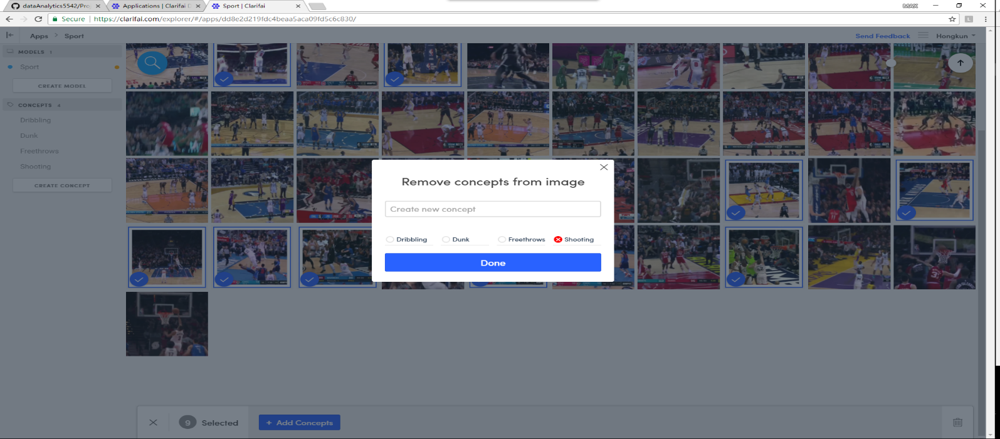 dataAnalytics5542/Proj
Applications | Clarifai D
Sport | Clarifai
MAX
Secure
https://clarifai.com/explorer/#/apps/dd8e2d219fdc4beaa5aca09fd5c6c830/
Apps > Sport
Send Feedback
Hongkun
MODELS 1
Sport
CREATE MODEL
CONCEPTS 4
Dribbling
Dunk
Freethrows
Shooting
CREATE CONCEPT
Remove concepts from image
Create new concept
Dribbling
Dunk
Freethrows
Shooting
Done
9 Selected
+ Add Concepts